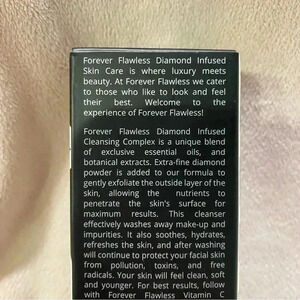 Forever Flawless Diamond Infused
Skin Care is where luxury meets
beauty. At Forever Flawless we cater
to those who like to look and feel
their best. Welcome to the
experience of Forever Flawless!
Forever Flawless Diamond Infused
Cleansing Complex is a unique blend
of exclusive essential oils, and
botanical extracts. Extra-fine diamond
powder is added to our formula to
gently exfoliate the outside layer of the
skin, allowing the nutrients to
penetrate the skin's surface for
maximum results. This cleanser
effectively washes away make-up and
impurities. It also soothes, hydrates,
refreshes the skin, and after washing
will continue to protect your facial skin
from pollution, toxins, and free
radicals. Your skin will feel clean, soft
and younger. For best results, follow
with Forever Flawless Vitamin C